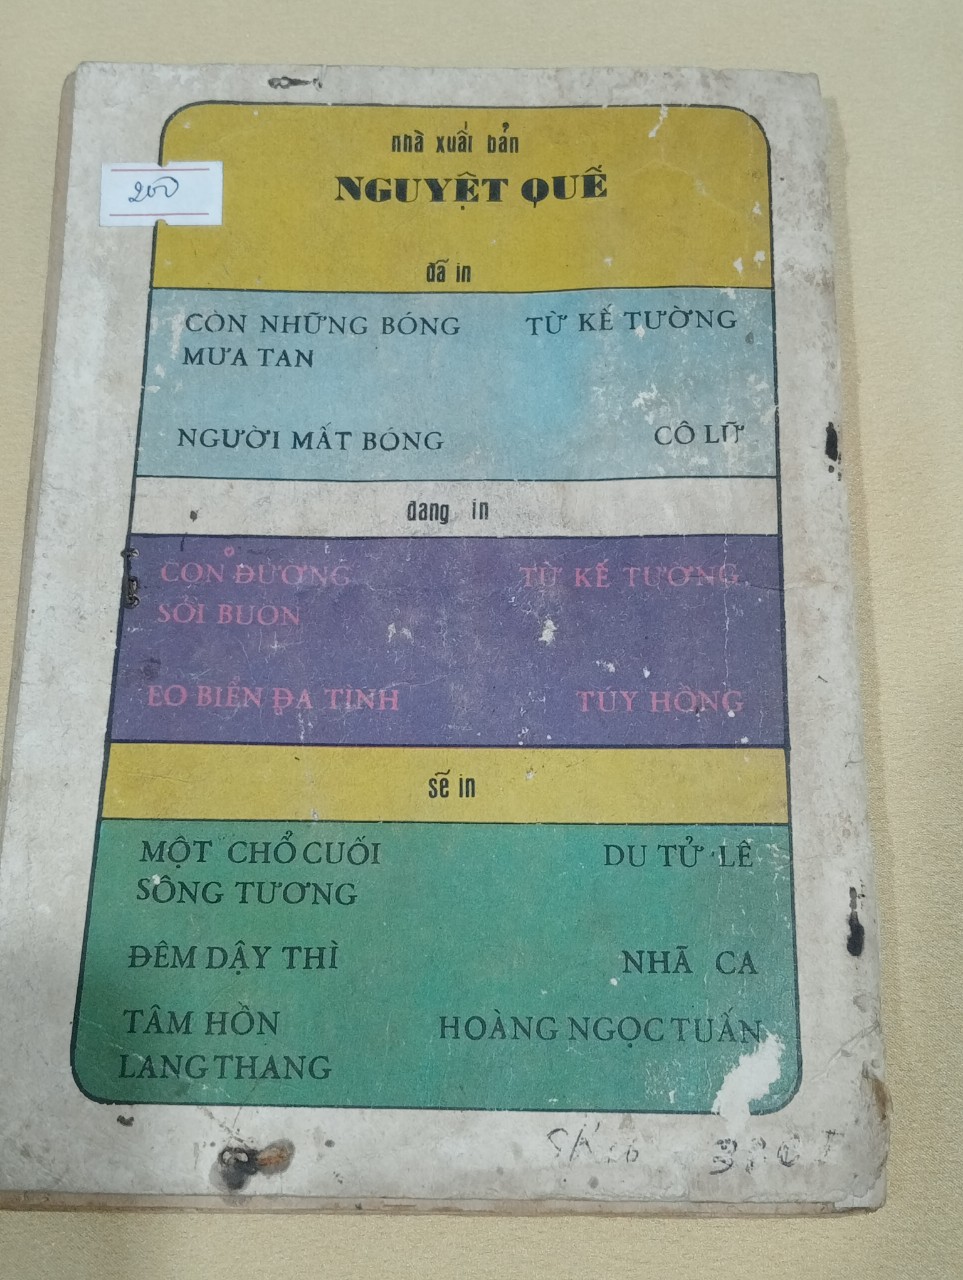 nhà xuất bản
NGUYỆT QUẾ
200
đã in
CÒN NHỮNG BÓNG TỪ KẾ TƯỜNG
MƯA TAN
NGƯỜI MẤT BÓNG CÔ LỮ
đang in
CON ĐƯỜNG TỪ KẾ TƯỜNG
SỎI BUỒN
EO BIỂN ĐA TÌNH TÚY HỒNG
sẽ in
MỘT CHỔ CUỐI DU TỬ LÊ
SÔNG TƯƠNG
ĐÊM DẬY THÌ NHÃ CA
TÂM HỒN HOÀNG NGỌC TUẤN
LANG THANG